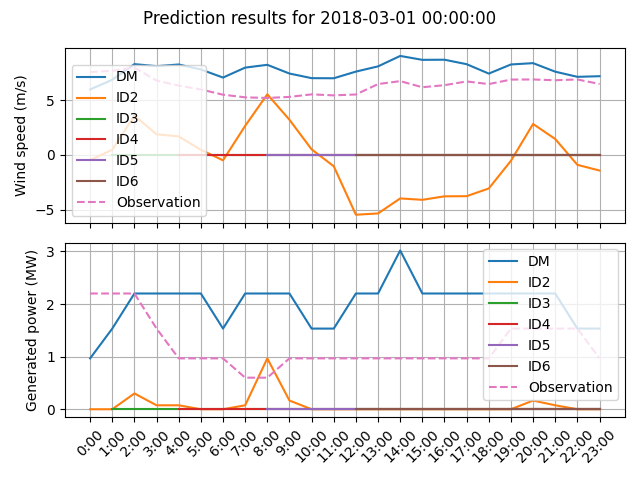 Prediction results for 2018-03-01 00:00:00
Wind speed (m/s)
5
0
−5
DM
ID2
ID3
ID4
ID5
ID6
Observation
Generated power (MW)
3
2
1
0
DM
ID2
ID3
ID4
ID5
ID6
Observation
0:00 1:00 2:00 3:00 4:00 5:00 6:00 7:00 8:00 9:00 10:00 11:00 12:00 13:00 14:00 15:00 16:00 17:00 18:00 19:00 20:00 21:00 22:00 23:00